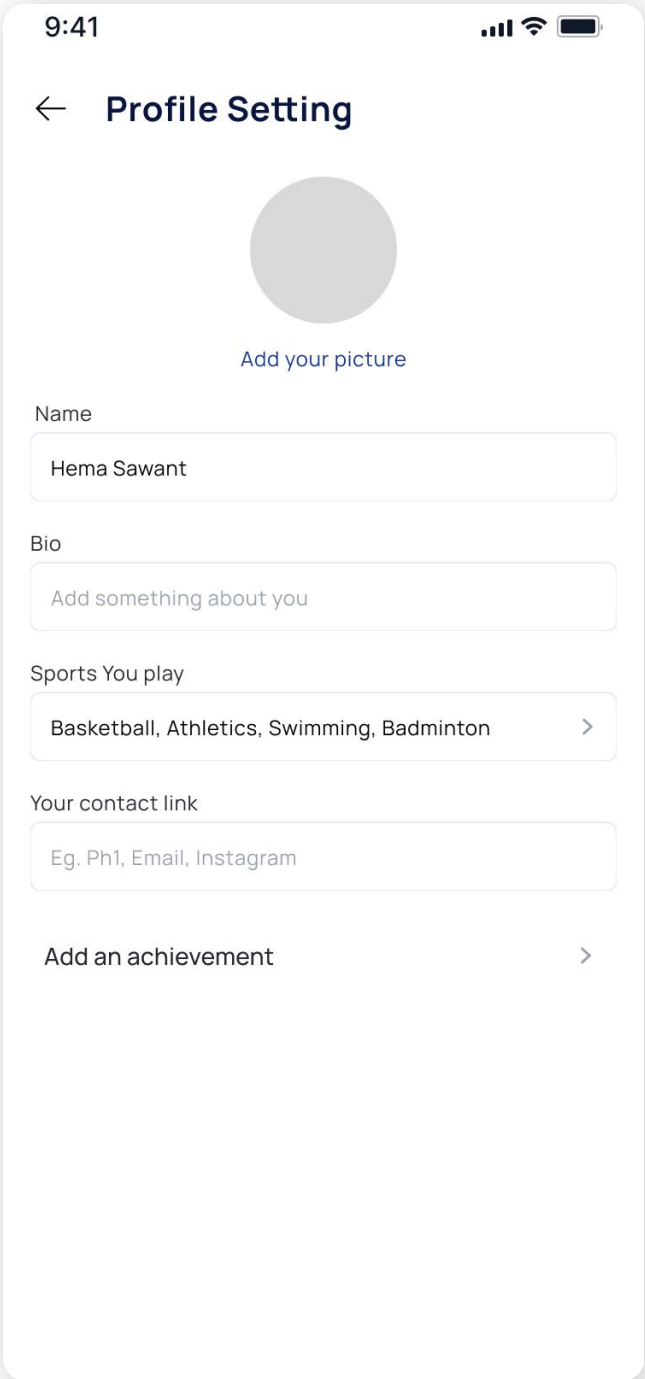 9:41
Profile Setting
Add your picture
Name
Hema Sawant
Bio
Add something about you
Sports You play
Basketball, Athletics, Swimming, Badminton
Your contact link
Eg. Ph1, Email, Instagram
Add an achievement